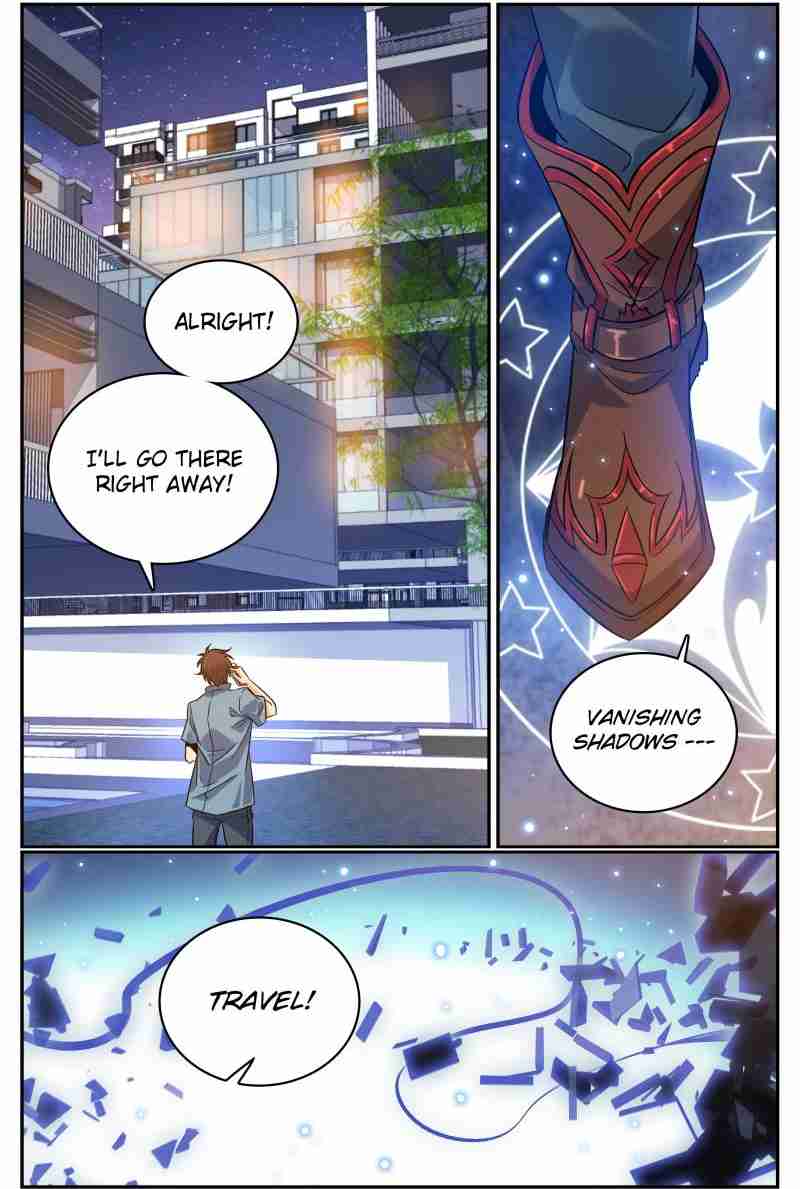 ALRIGHT!
I'LL GO THERE
RIGHT AWAY!
VANISHING
SHADOWS ---
TRAVEL!